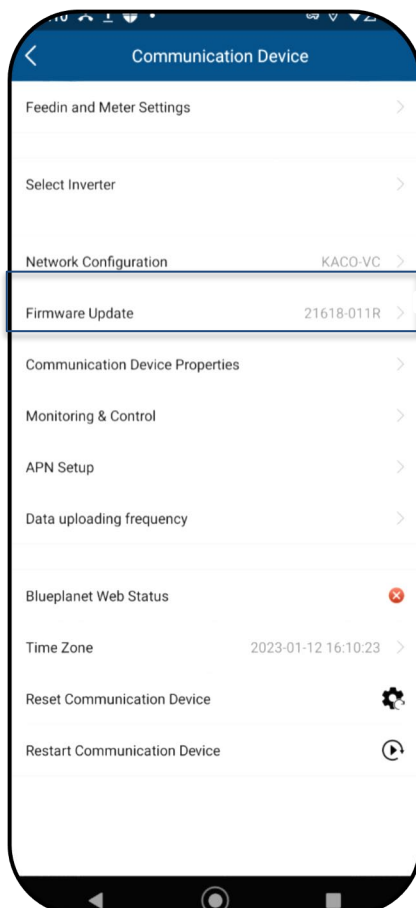 Communication Device
Feedin and Meter Settings
Select Inverter
Network Configuration KACO-VC
Firmware Update 21618-011R
Communication Device Properties
Monitoring & Control
APN Setup
Data uploading frequency
Blueplanet Web Status
Time Zone 2023-01-12 16:10:23
Reset Communication Device
Restart Communication Device